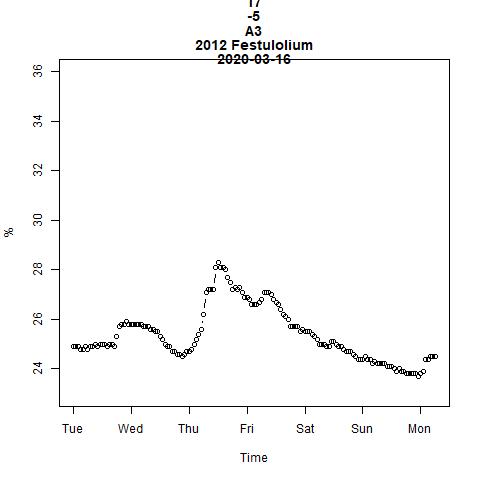 17
-5
A3
2012 Festulolium
2020-03-16
36
34
32
30
28
26
24
%
Tue Wed Thu Fri Sat Sun Mon
Time